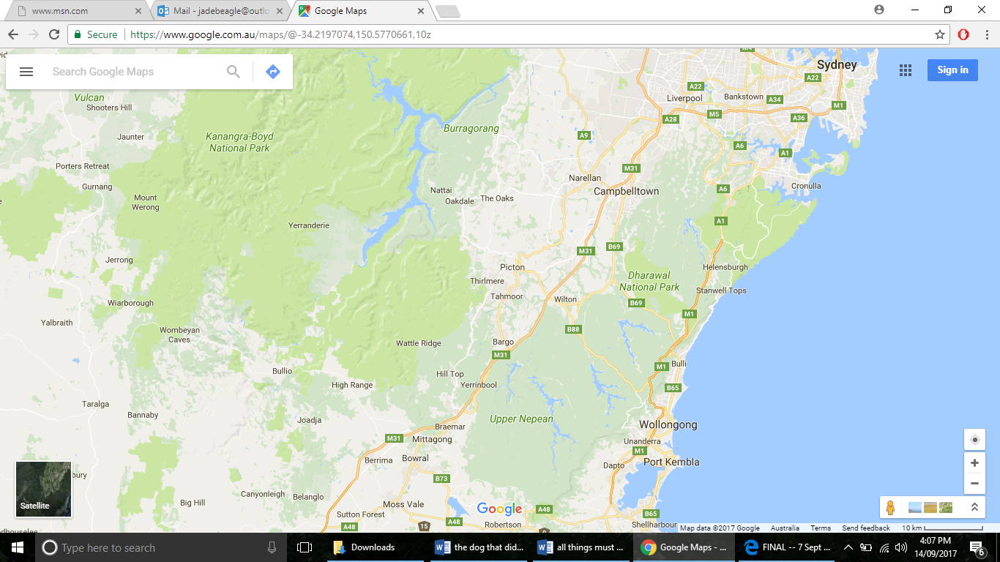 www.msn.com
Mail - jadebeagle@outlo
Google Maps
Secure
https://www.google.com.au/maps/@-34.2197074,150.5770661,10z
Search Google Maps
Sign in
Sydney
A22
A22
Liverpool
Bankstown
A34
M1
Vulcan
Shooters Hill
A28
M5
A36
Burragorang
Jaunter
Kanangra-Boyd
National Park
A9
A6
A1
Porters Retreat
M31
Gurnang
Narellan
Campbelltown
Cronulla
Nattai
A6
Mount
Werong
Oakdale
The Oaks
Yerranderie
A1
M31
B69
Jerrong
Picton
Helensburgh
Thirlmere
Dharawal
National Park
Stanwell Tops
Tahmoor
Wilton
B69
Wiarborough
M1
Yalbraith
Wombeyan
Caves
B88
Wattle Ridge
Bargo
M31
M1
Bulli
Bullio
Hill Top
High Range
Yerrinbool
B65
Taralga
Bannaby
Joadja
Upper Nepean
Wollongong
Braemar
M31
Mittagong
Unanderra
M1
Berrima
Bowral
Dapto
Port Kembla
bury
B73
Canyonleigh
Belanglo
Big Hill
Moss Vale
Satellite
Sutton Forest
Google
A48
B65
A48
15
A48
Robertson
Shellharbour
dhouselee
Map data ©2017 Google
Australia
Terms
Send feedback
10 km
Type here to search
Downloads
the dog that did...
all things must ...
Google Maps - ...
FINAL -- 7 Sept ...
4:07 PM
14/09/2017
6